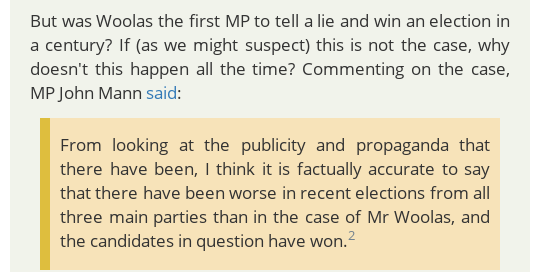 But was Woolas the first MP to tell a lie and win an election in
a century? If (as we might suspect) this is not the case, why
doesn't this happen all the time? Commenting on the case,
MP John Mann said:
From looking at the publicity and propaganda that
there have been, I think it is factually accurate to say
that there have been worse in recent elections from all
three main parties than in the case of Mr Woolas, and
the candidates in question have won.2